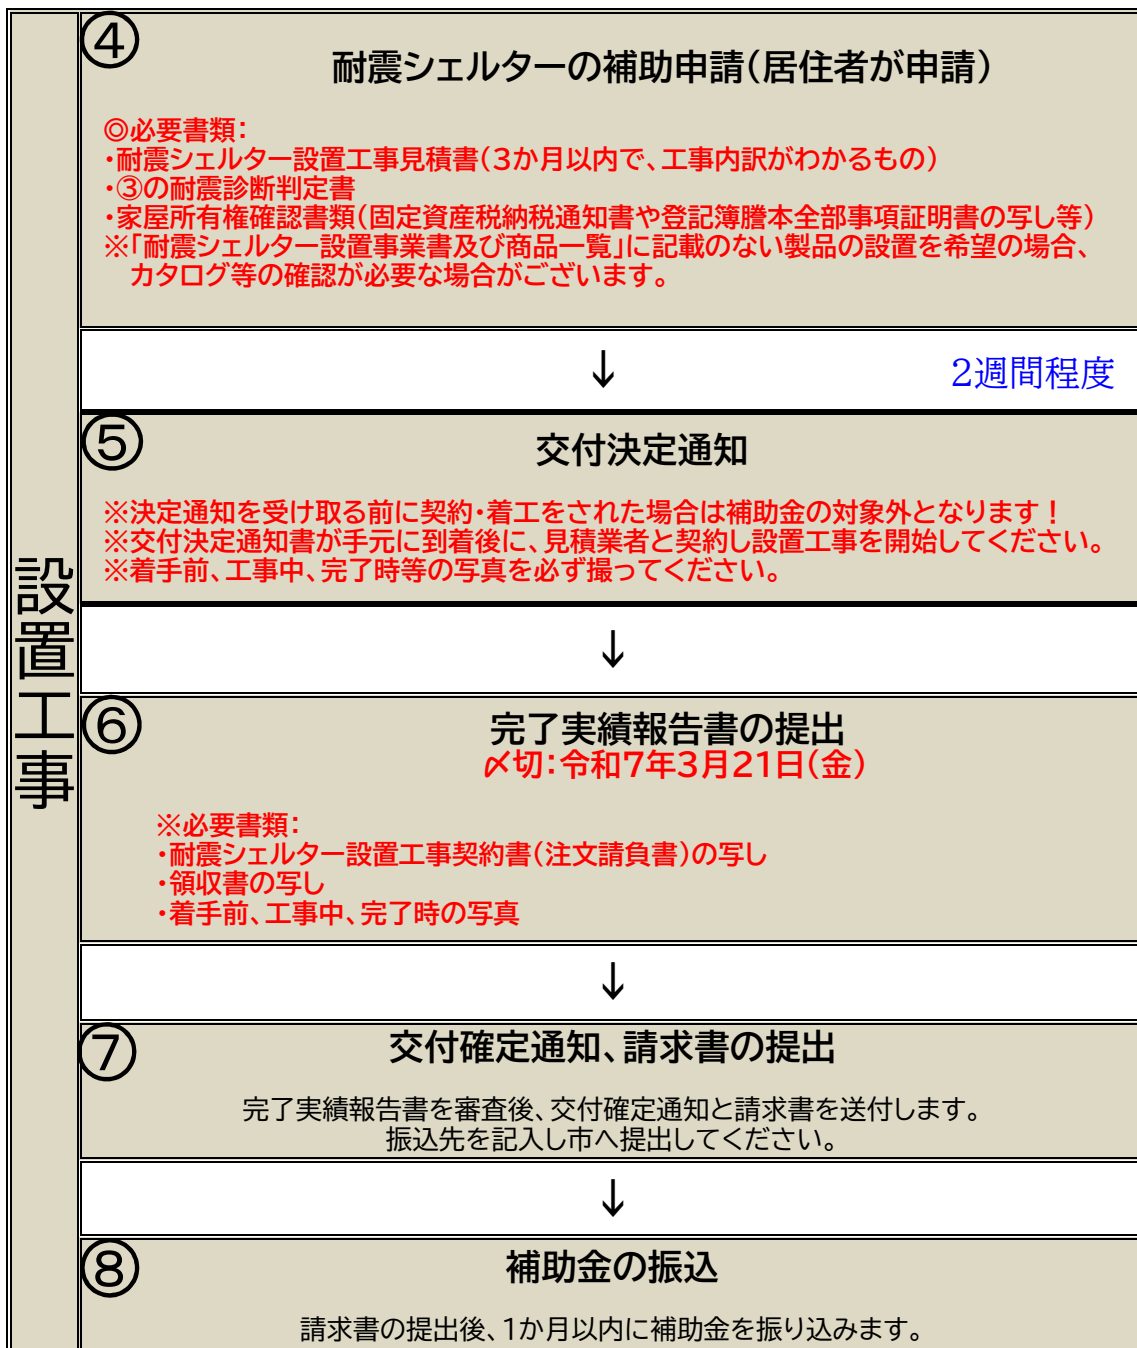 設置工事
④
耐震シェルターの補助申請(居住者が申請)
◎必要書類:
・耐震シェルター設置工事見積書(3か月以内で、工事内訳がわかるもの)
・③の耐震診断判定書
・家屋所有権確認書類(固定資産税納税通知書や登記簿謄本全部事項証明書の写し等)
※「耐震シェルター設置事業書及び商品一覧」に記載のない製品の設置を希望の場合、
カタログ等の確認が必要な場合がございます。
↓
2週間程度
⑤
交付決定通知
※決定通知を受け取る前に契約・着工をされた場合は補助金の対象外となります!
※交付決定通知書が手元に到着後に、見積業者と契約し設置工事を開始してください。
※着手前、工事中、完了時等の写真を必ず撮ってください。
↓
⑥
完了実績報告書の提出
〆切:令和7年3月21日(金)
※必要書類:
・耐震シェルター設置工事契約書(注文請負書)の写し
・領収書の写し
・着手前、工事中、完了時の写真
↓
⑦
交付確定通知、請求書の提出
完了実績報告書を審査後、交付確定通知と請求書を送付します。
振込先を記入し市へ提出してください。
↓
⑧
補助金の振込
請求書の提出後、1か月以内に補助金を振り込みます。